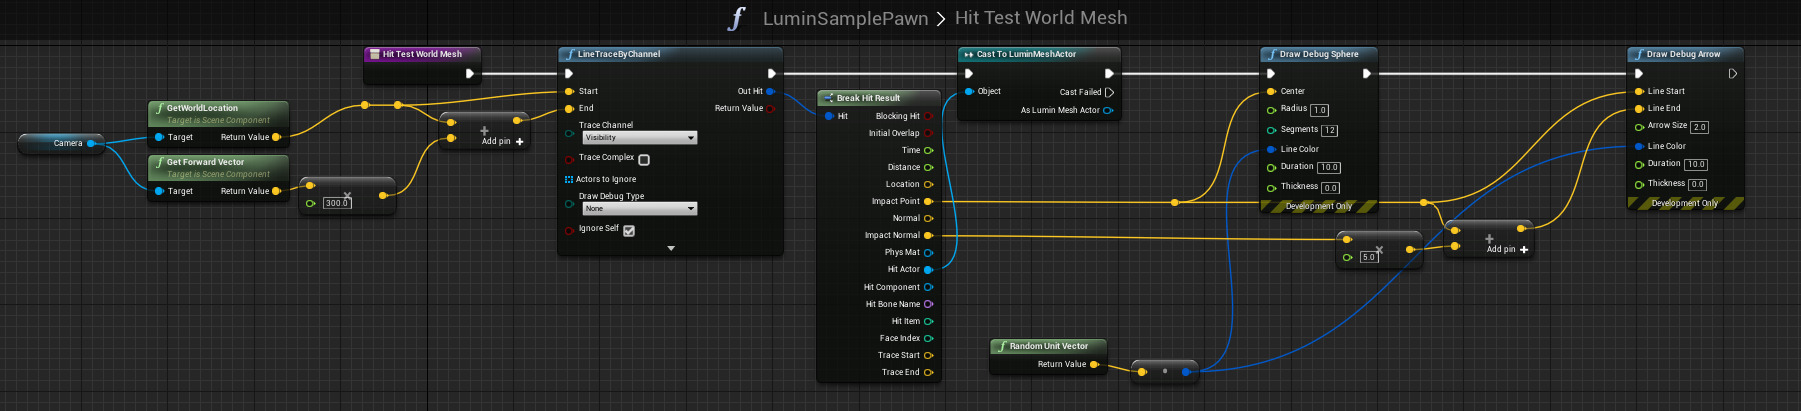 f LuminSamplePawn > Hit Test World Mesh
Camera
f GetWorldLocation
Target is Scene Component
Target Return Value
f Get Forward Vector
Target is Scene Component
Target Return Value
300.0
Hit Test World Mesh
Add pin +
f LineTraceByChannel
Start Out Hit
End Return Value
Trace Channel
Visibility
Trace Complex
Actors to Ignore
Draw Debug Type
None
Ignore Self
Break Hit Result
Hit Blocking Hit
Initial Overlap
Time
Distance
Location
Impact Point
Normal
Impact Normal
Phys Mat
Hit Actor
Hit Component
Hit Bone Name
Hit Item
Face Index
Trace Start
Trace End
Cast To LuminMeshActor
Object Cast Failed
As Lumin Mesh Actor
f Random Unit Vector
Return Value
f Draw Debug Sphere
Center
Radius 1.0
Segments 12
Line Color
Duration 10.0
Thickness 0.0
Development Only
5.0
Add pin +
f Draw Debug Arrow
Line Start
Line End
Arrow Size 2.0
Line Color
Duration 10.0
Thickness 0.0
Development Only